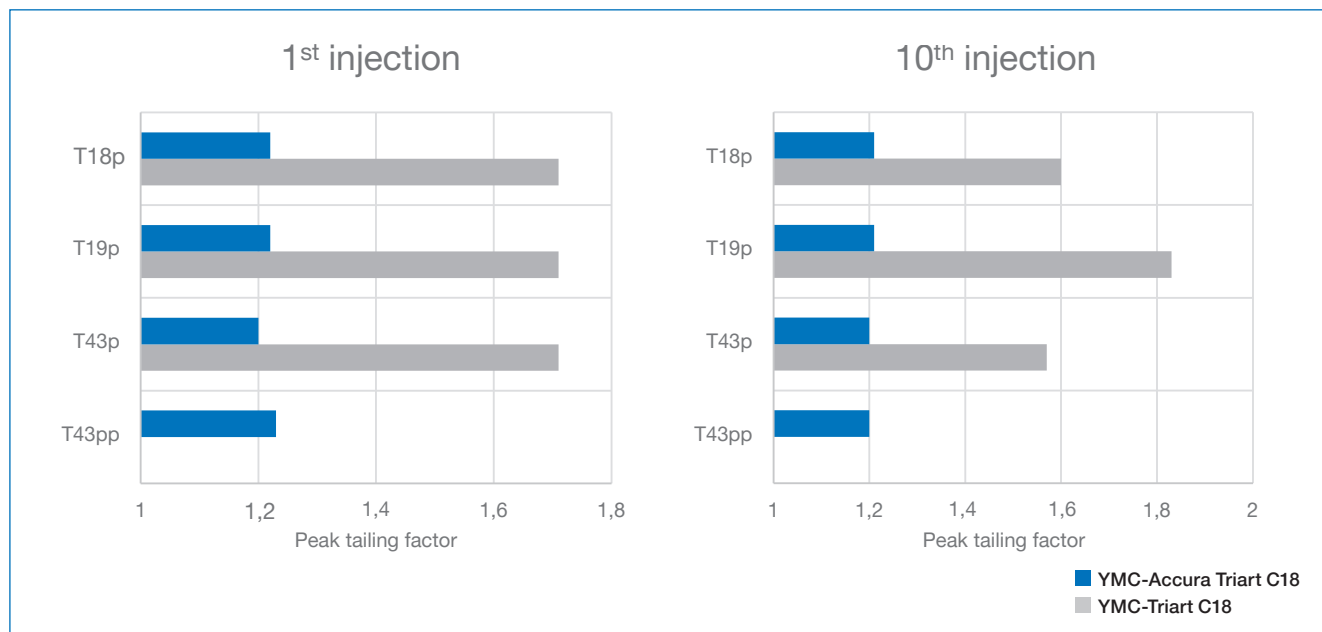 1st injection
T18p
T19p
T43p
T43pp
1
1,2
1,4
1,6
1,8
Peak tailing factor
10th injection
T18p
T19p
T43p
T43pp
1
1,2
1,4
1,6
1,8
2
Peak tailing factor
YMC-Accura Triart C18
YMC-Triart C18